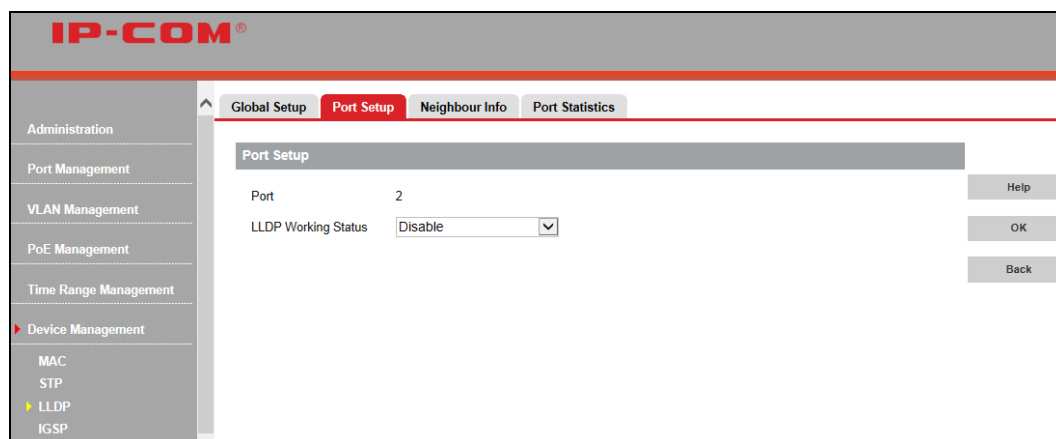 IP-COM®
Global Setup Port Setup Neighbour Info Port Statistics
Administration
Port Management
VLAN Management
PoE Management
Time Range Management
Device Management
MAC
STP
LLDP
IGSP
Port Setup
Port 2
LLDP Working Status Disable
Help
OK
Back